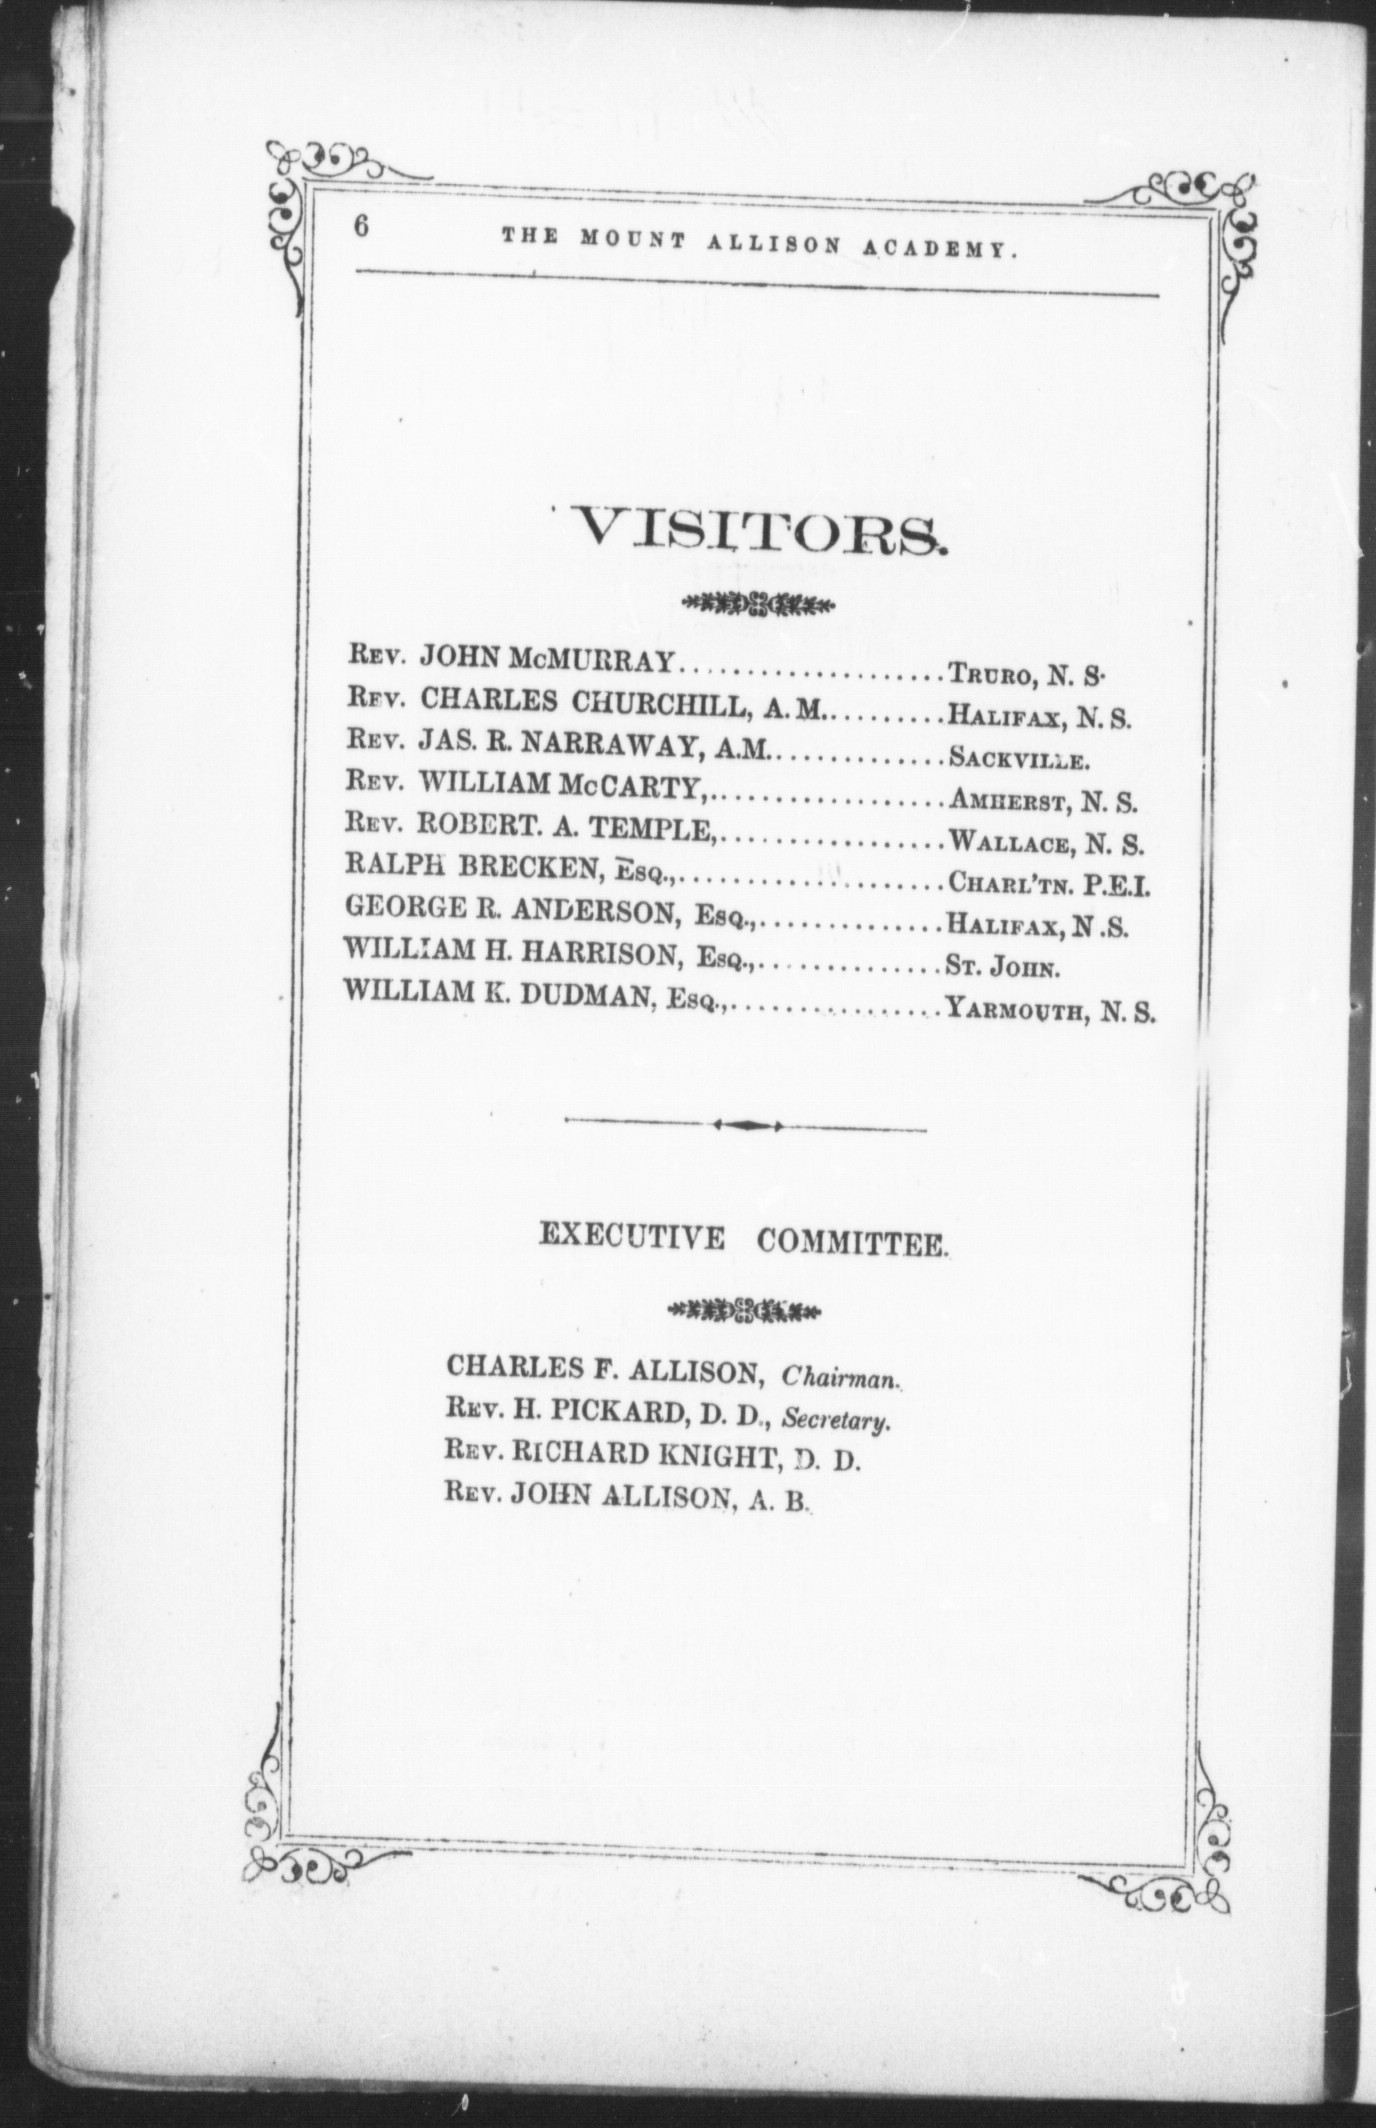 6
THE MOUNT ALLISON ACADEMY.
VISITORS.
REV. JOHN McMURRAY.....................TRURO, N. S.
REV. CHARLES CHURCHILL, A. M..........HALIFAX, N. S.
REV. JAS. R. NARRAWAY, A.M..............SACKVILLE.
REV. WILLIAM McCARTY,...................AMHERST, N. S.
REV. ROBERT. A. TEMPLE,..................WALLACE, N. S.
RALPH BRECKEN, ESQ.,.....................CHARL'TN. P.E.I.
GEORGE R. ANDERSON, ESQ.,...............HALIFAX, N .S.
WILLIAM H. HARRISON, ESQ.,...............ST. JOHN.
WILLIAM K. DUDMAN, ESQ.,.................YARMOUTH, N. S.
EXECUTIVE COMMITTEE.
CHARLES F. ALLISON, Chairman.
REV. H. PICKARD, D. D., Secretary.
REV. RICHARD KNIGHT, D. D.
REV. JOHN ALLISON, A. B.